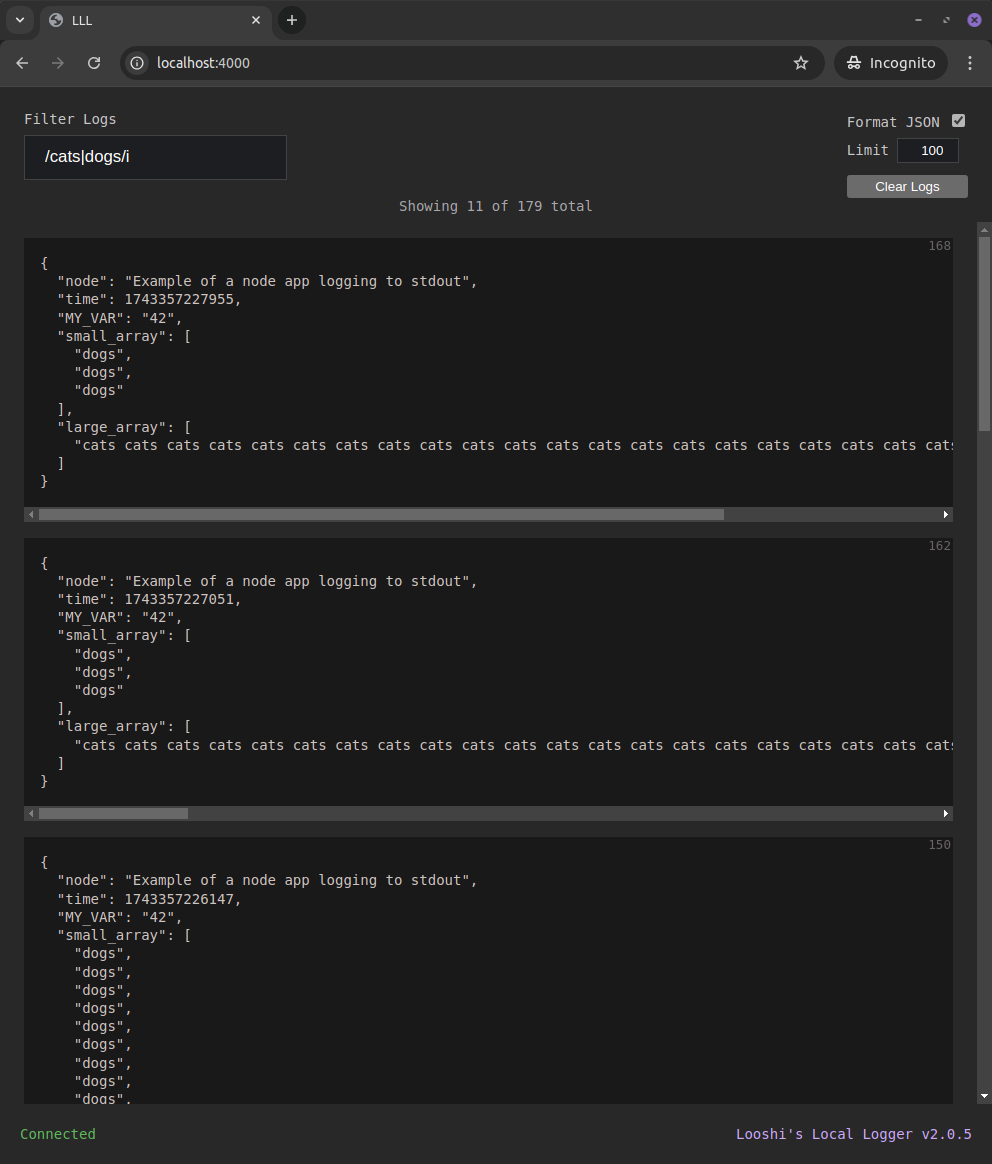 LLL
localhost:4000
Incognito
Filter Logs
/cats|dogs/i
Format JSON
Limit 100
Clear Logs
Showing 11 of 179 total
168
{
  "node": "Example of a node app logging to stdout",
  "time": 1743357227955,
  "MY_VAR": "42",
  "small_array": [
    "dogs",
    "dogs",
    "dogs"
  ],
  "large_array": [
    "cats cats cats cats cats cats cats cats cats cats cats cats cats cats cats cats cats cats cats cats cats
  ]
}
162
{
  "node": "Example of a node app logging to stdout",
  "time": 1743357227051,
  "MY_VAR": "42",
  "small_array": [
    "dogs",
    "dogs",
    "dogs"
  ],
  "large_array": [
    "cats cats cats cats cats cats cats cats cats cats cats cats cats cats cats cats cats cats cats cats cats
  ]
}
150
{
  "node": "Example of a node app logging to stdout",
  "time": 1743357226147,
  "MY_VAR": "42",
  "small_array": [
    "dogs",
    "dogs",
    "dogs",
    "dogs",
    "dogs",
    "dogs",
    "dogs",
    "dogs",
    "dogs",
Connected
Looshi's Local Logger v2.0.5